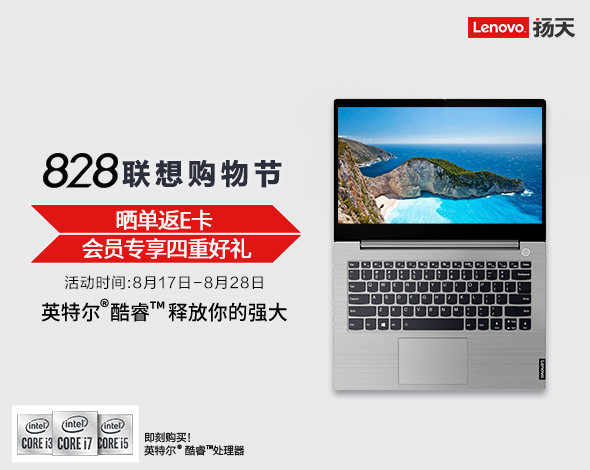 Lenovo 扬天
828联想购物节
晒单返E卡
会员专享四重好礼
活动时间:8月17日-8月28日
英特尔®酷睿™释放你的强大
Lenovo
intel intel intel
CORE i3 CORE i7 CORE i5
即刻购买!
英特尔®酷睿™处理器